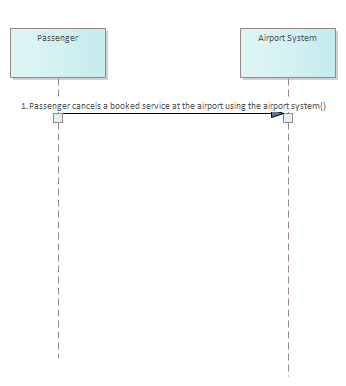 Passenger
Airport System
1.Passenger cancels a booked service at the airport using the airport system()